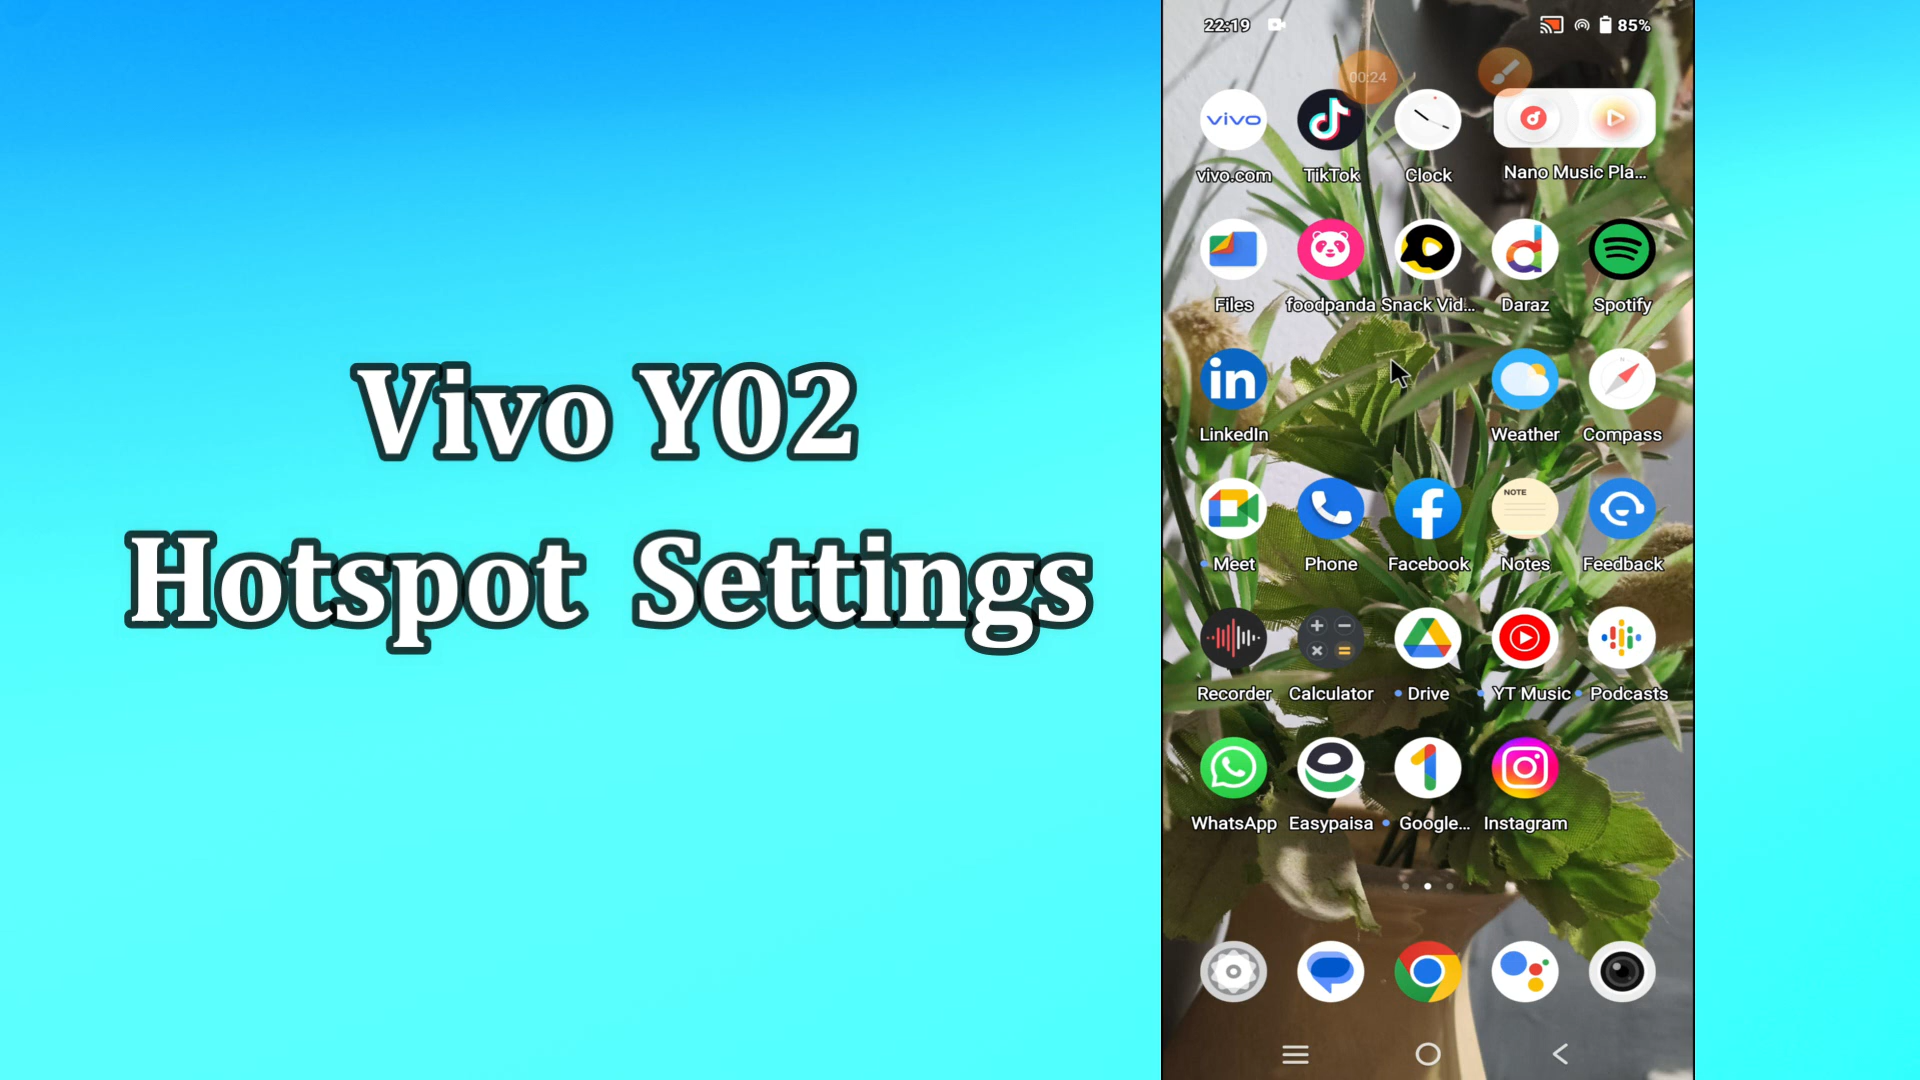 Vivo Y02
Hotspot Settings
22:19
85%
00:24
vivo
vivo.com
TikTok
Clock
Nano Music Pla...
Files
foodpanda
Snack Vid...
Daraz
Spotify
in
LinkedIn
Weather
Compass
NOTE
Meet
Phone
Facebook
Notes
Feedback
Recorder
Calculator
Drive
YT Music
Podcasts
WhatsApp
Easypaisa
Google...
Instagram